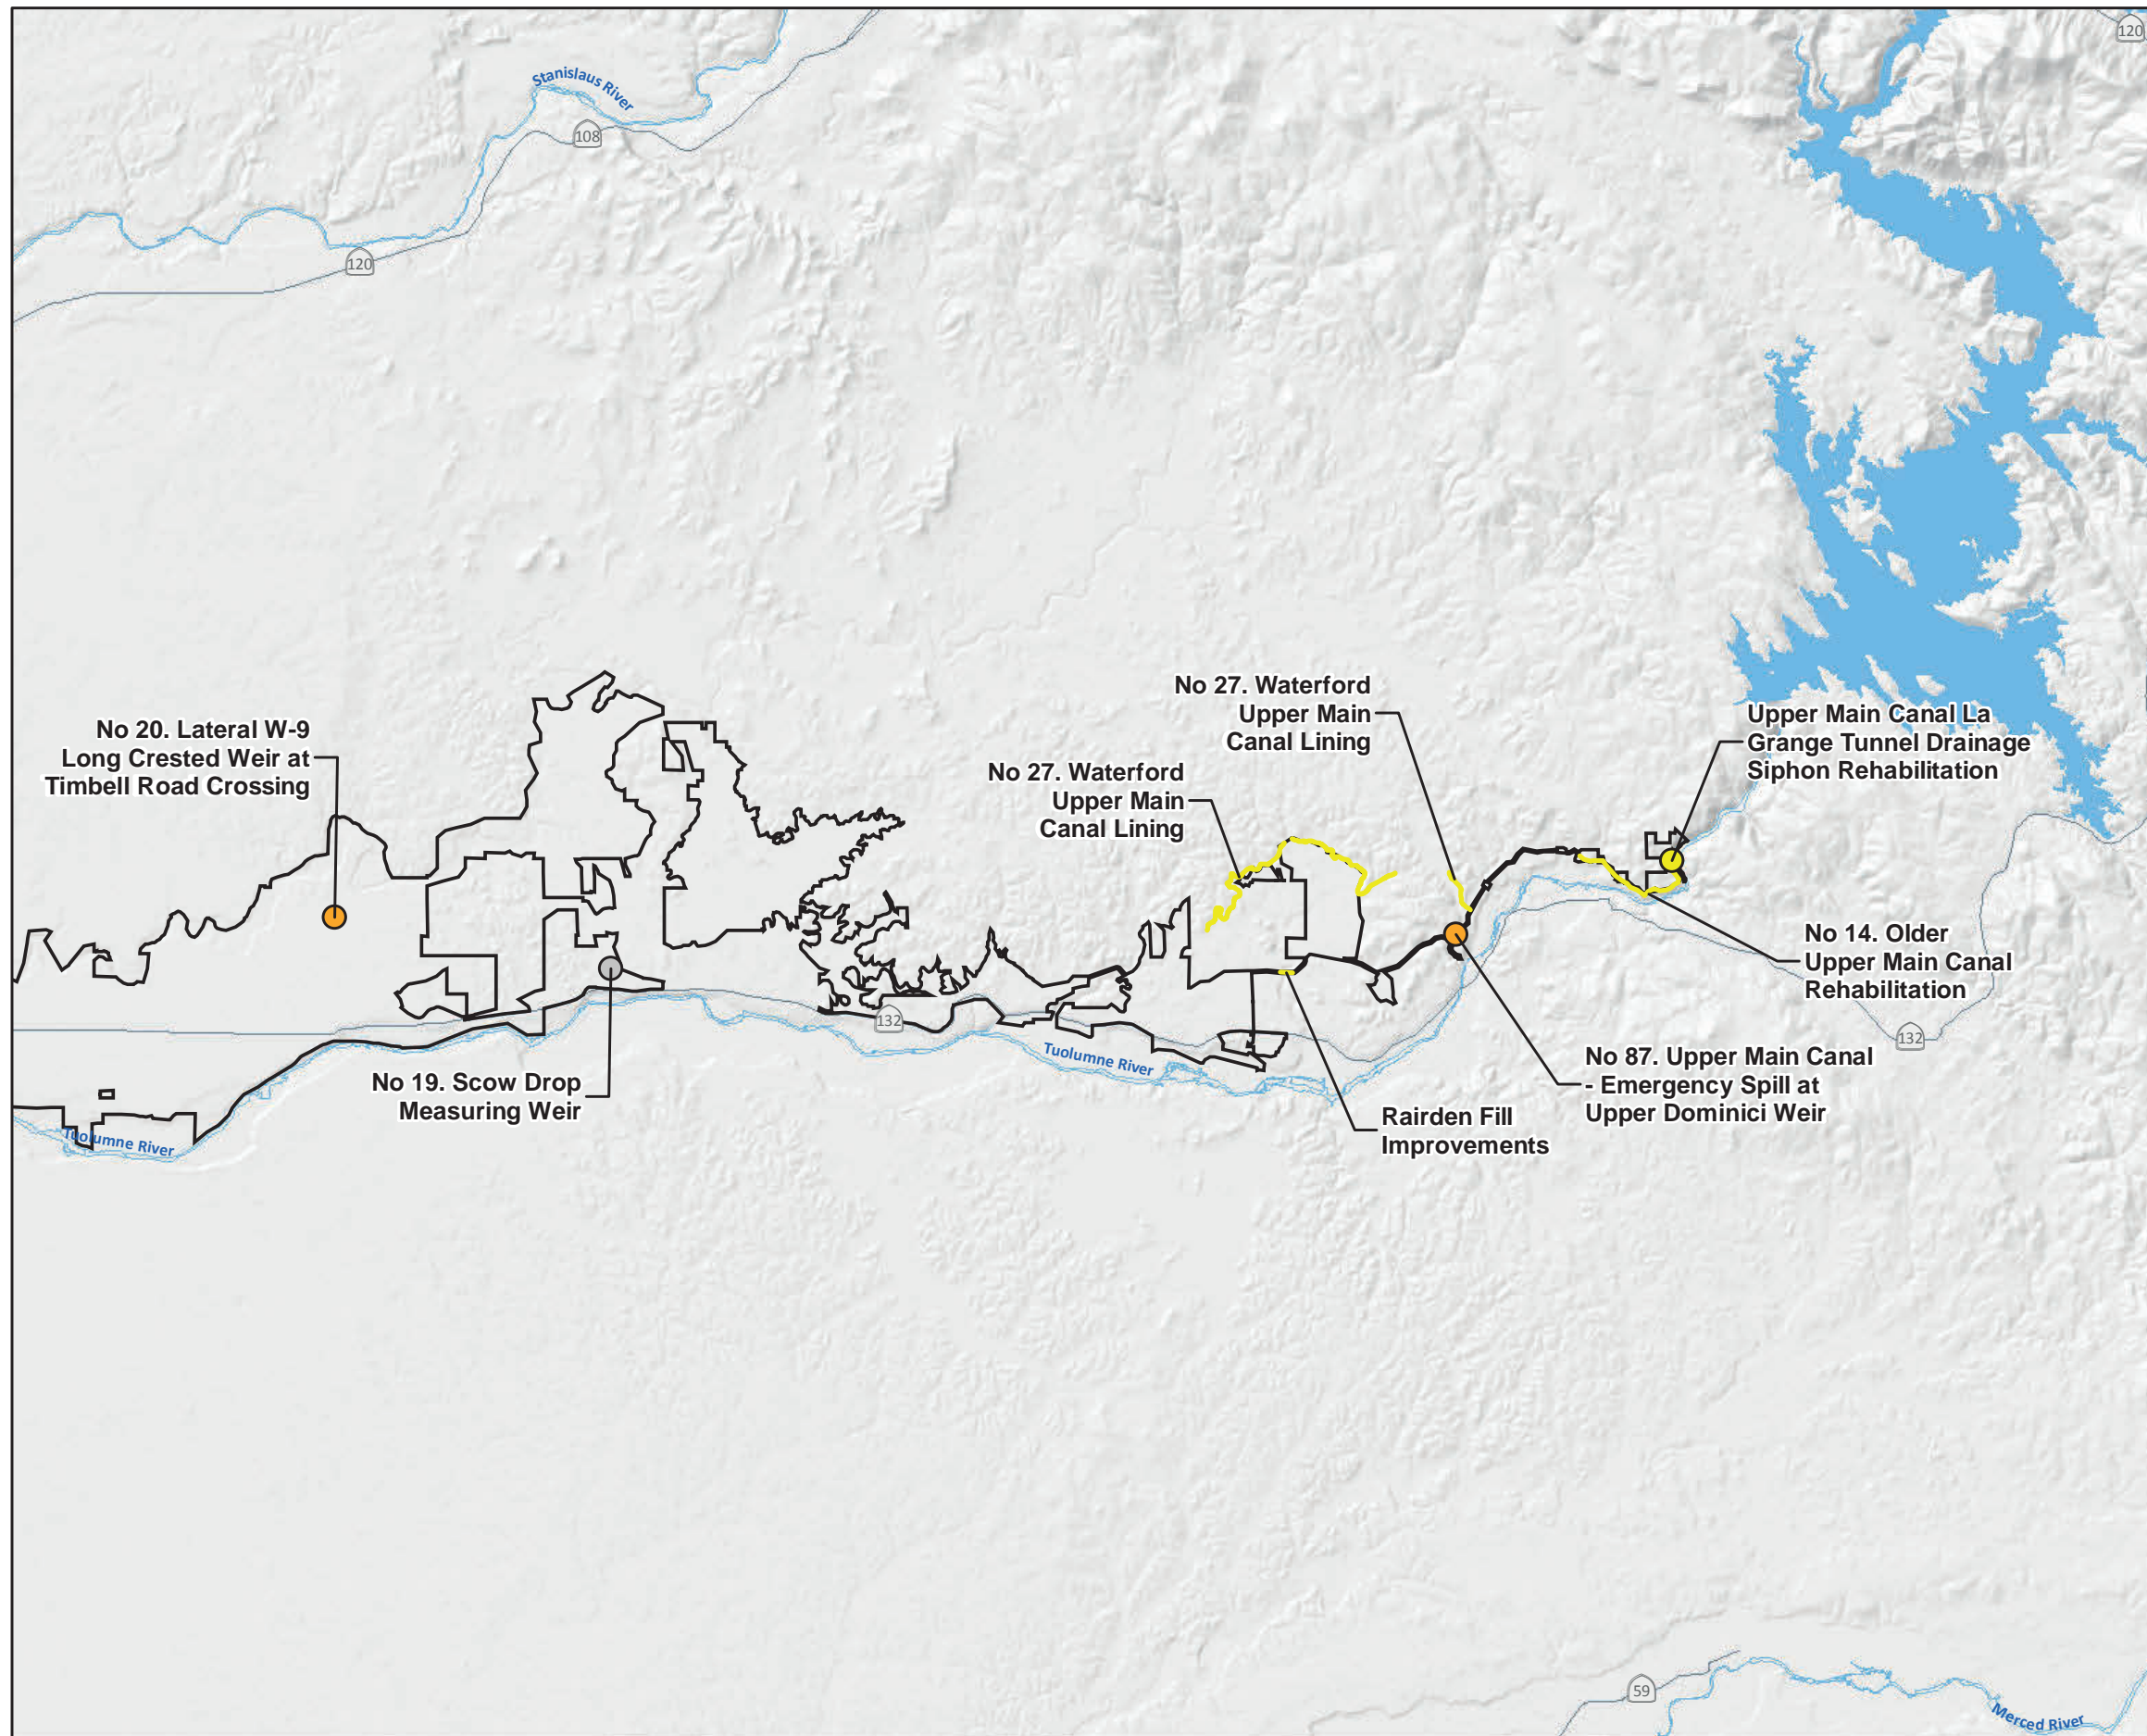 120
Stanislaus River
108
120
No 27. Waterford
Upper Main
Canal Lining
No 20. Lateral W-9
Long Crested Weir at
Timbell Road Crossing
Upper Main Canal La
Grange Tunnel Drainage
Siphon Rehabilitation
No 27. Waterford
Upper Main
Canal Lining
No 14. Older
Upper Main Canal
Rehabilitation
132
132
Tuolumne River
No 87. Upper Main Canal
- Emergency Spill at
Upper Dominici Weir
No 19. Scow Drop
Measuring Weir
Rairden Fill
Improvements
Tuolumne River
59
Merced River